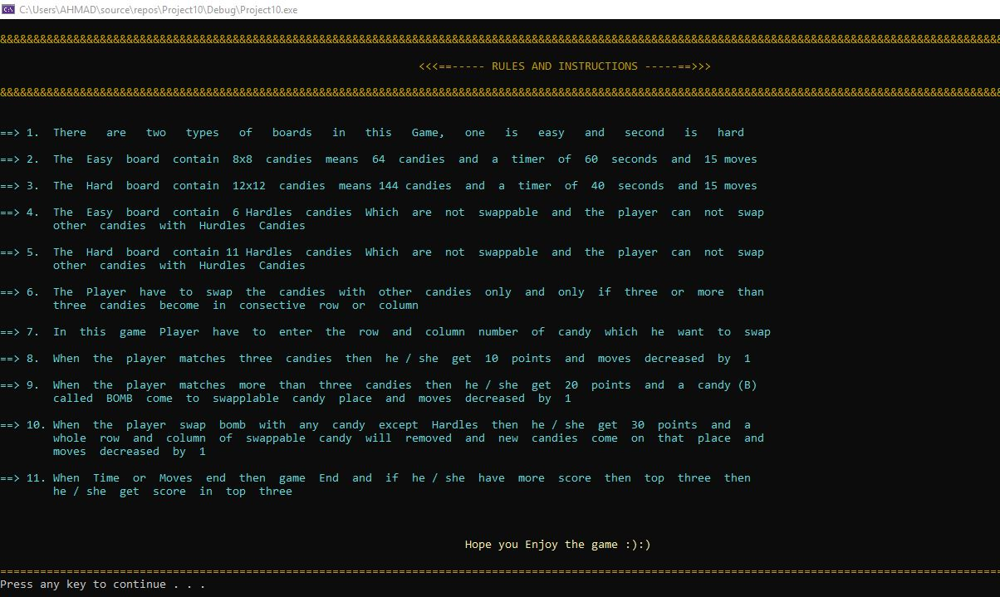 C:\Users\AHMAD\source\repos\Project10\Debug\Project10.exe
&&&&&&&&&&&&&&&&&&&&&&&&&&&&&&&&&&&&&&&&&&&&&&&&&&&&&&&&&&&&&&&&&&&&&&&&&&&&&&&&&&&&&&&&&&&&&&&&&&&&&&&&&&&&&&&&&&&&&&&&&&&&&&&&&&&&&&&&&&&&&&&&&&&&&&&
<<<==----- RULES AND INSTRUCTIONS -----==>>>
&&&&&&&&&&&&&&&&&&&&&&&&&&&&&&&&&&&&&&&&&&&&&&&&&&&&&&&&&&&&&&&&&&&&&&&&&&&&&&&&&&&&&&&&&&&&&&&&&&&&&&&&&&&&&&&&&&&&&&&&&&&&&&&&&&&&&&&&&&&&&&&&&&&&&&&
==> 1. There are two types of boards in this Game, one is easy and second is hard
==> 2. The Easy board contain 8x8 candies means 64 candies and a timer of 60 seconds and 15 moves
==> 3. The Hard board contain 12x12 candies means 144 candies and a timer of 40 seconds and 15 moves
==> 4. The Easy board contain 6 Hardles candies Which are not swappable and the player can not swap
other candies with Hurdles Candies
==> 5. The Hard board contain 11 Hardles candies Which are not swappable and the player can not swap
other candies with Hurdles Candies
==> 6. The Player have to swap the candies with other candies only and only if three or more than
three candies become in consective row or column
==> 7. In this game Player have to enter the row and column number of candy which he want to swap
==> 8. When the player matches three candies then he / she get 10 points and moves decreased by 1
==> 9. When the player matches more than three candies then he / she get 20 points and a candy (B)
called BOMB come to swapplable candy place and moves decreased by 1
==> 10. When the player swap bomb with any candy except Hardles then he / she get 30 points and a
whole row and column of swappable candy will removed and new candies come on that place and
moves decreased by 1
==> 11. When Time or Moves end then game End and if he / she have more score then top three then
he / she get score in top three
Hope you Enjoy the game :):)
======================================================================================================================================================
Press any key to continue . . .